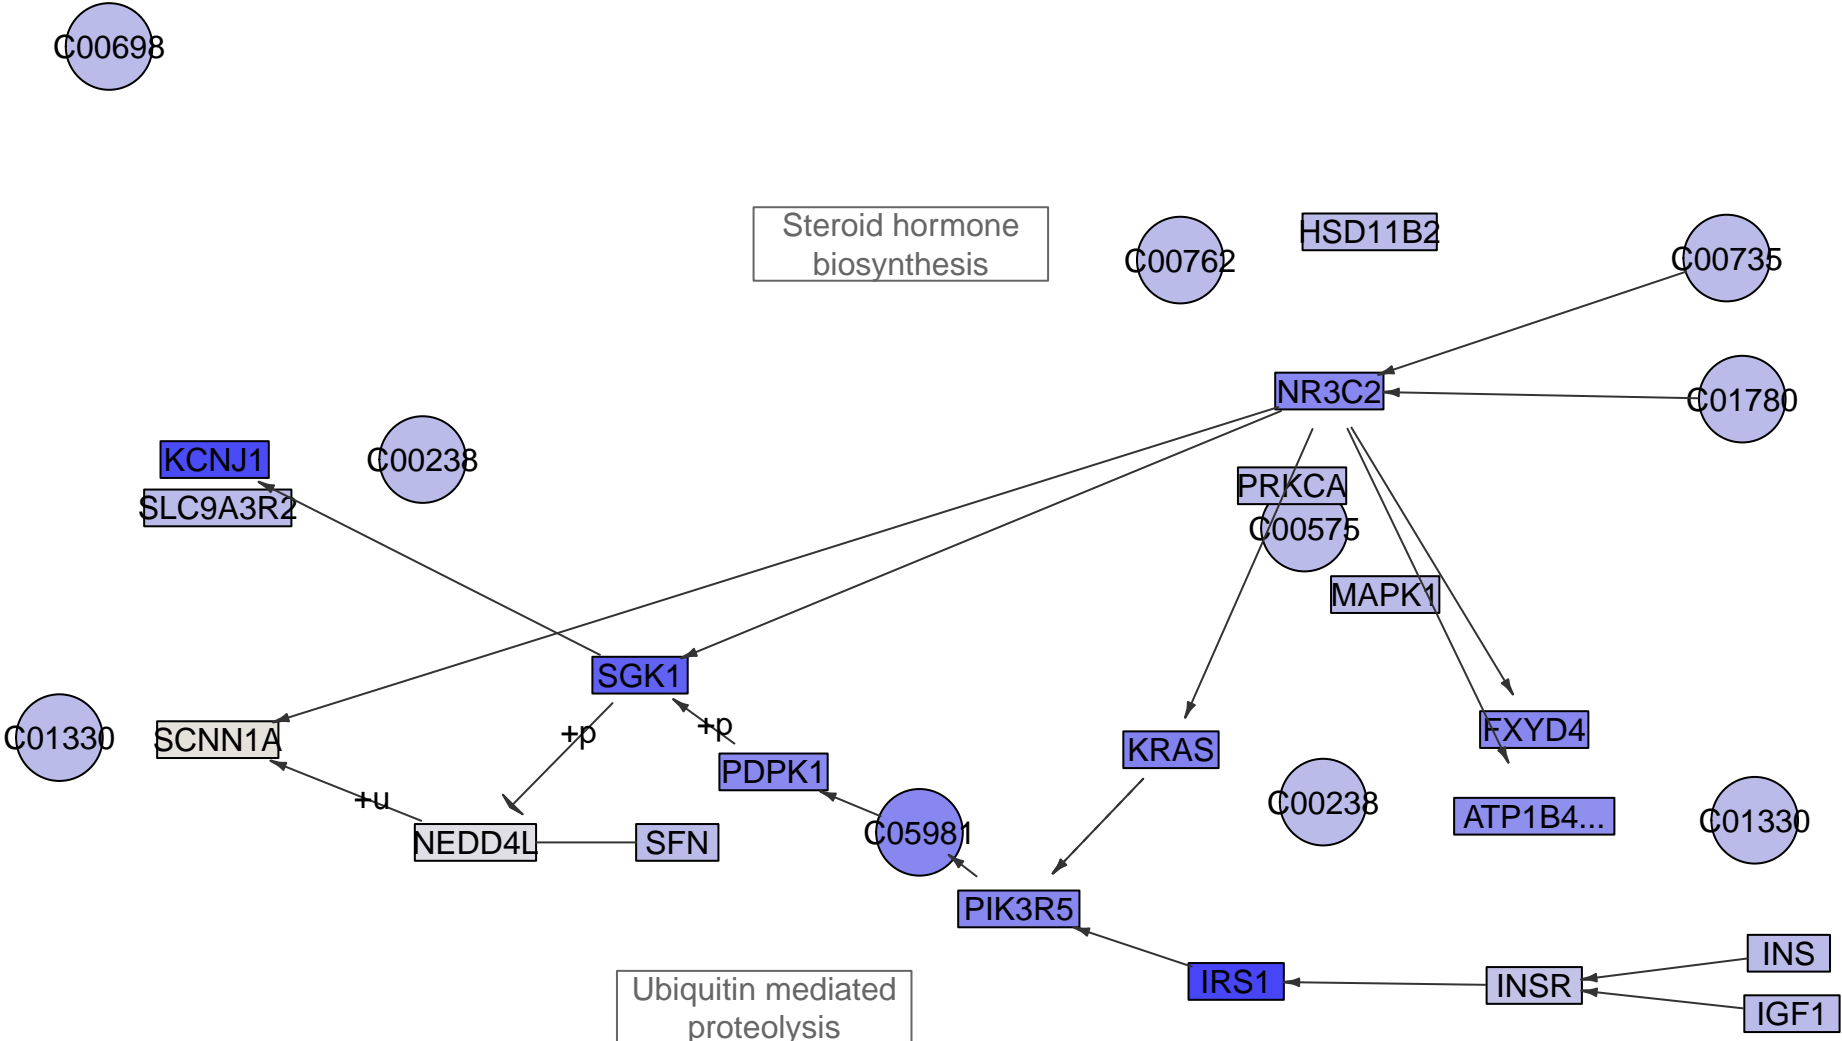 C00698
Steroid hormone
biosynthesis
C00762
HSD11B2
C00735
NR3C2
C01780
KCNJ1
C00238
SLC9A3R2
PRKCA
C00575
MAPK1
SGK1
C01330
SCNN1A
+p
+p
KRAS
FXYD4
PDPK1
+u
C00238
ATP1B4...
C01330
NEDD4L
SFN
C05981
PIK3R5
IRS1
INSR
INS
IGF1
Ubiquitin mediated
proteolysis